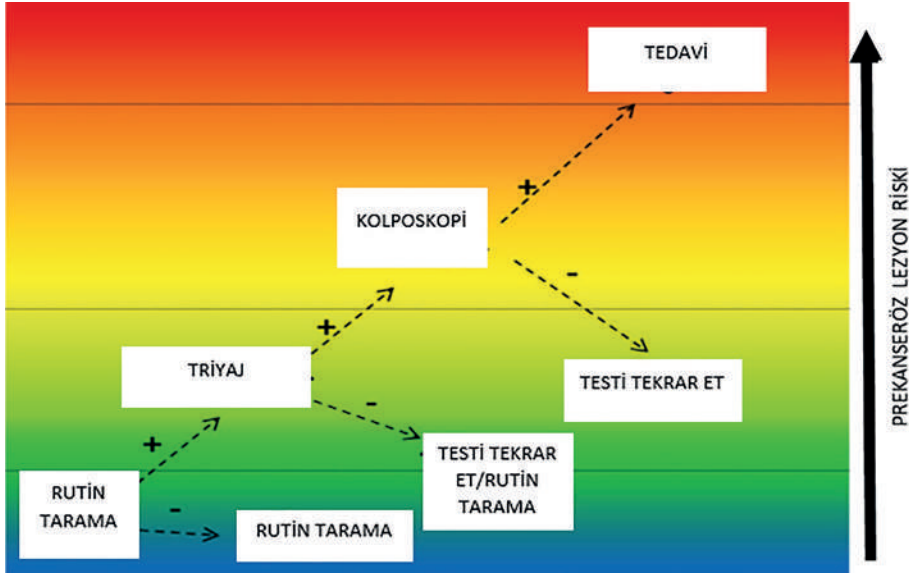 TEDAVİ
+
KOLPOSKOPİ
-
+
TRİYAJ
TESTİ TEKRAR ET
-
+
TESTİ TEKRAR
ET/RUTİN
TARAMA
RUTİN
TARAMA
-
RUTİN TARAMA
PREKANSERÖZ LEZYON RİSKİ